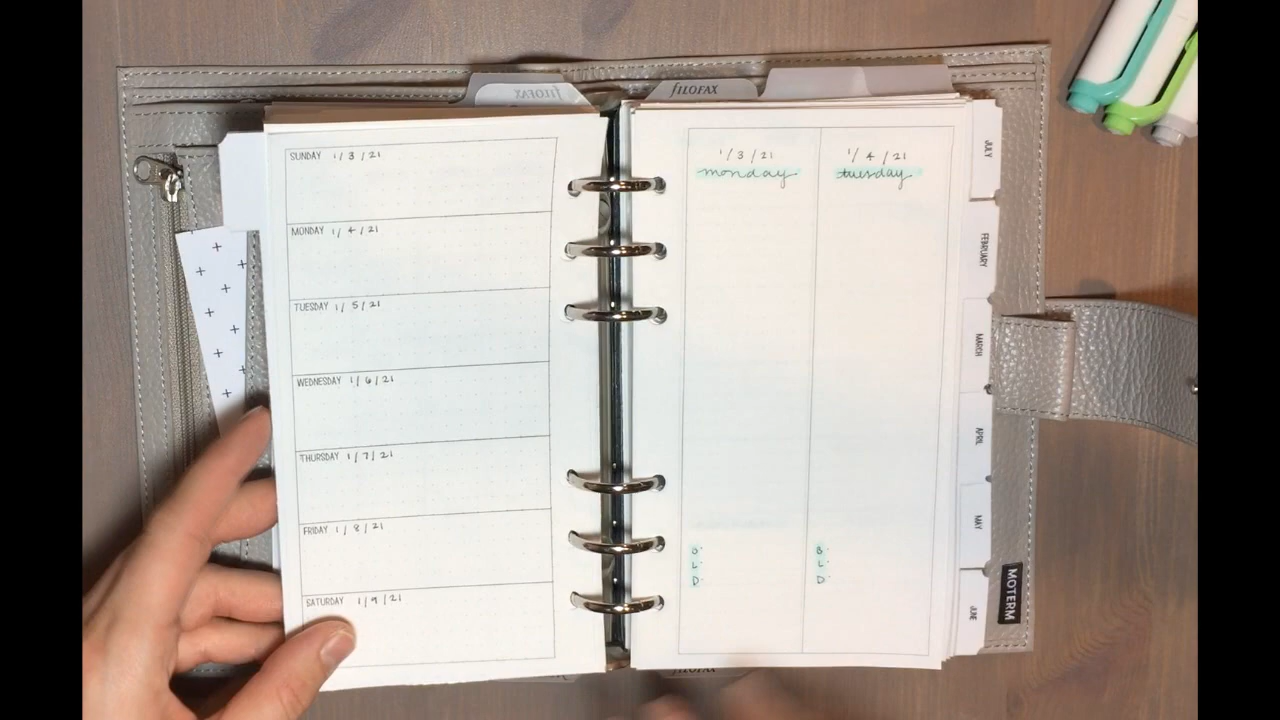 FILOFAX
FILOFAX
SUNDAY 1/3/21
MONDAY 1/4/21
TUESDAY 1/5/21
WEDNESDAY 1/6/21
THURSDAY 1/7/21
FRIDAY 1/8/21
SATURDAY 1/9/21
1/3/21
monday
B:
L:
D:
1/4/21
tuesday
B:
L:
D:
JULY
FEBRUARY
MARCH
APRIL
MAY
JUNE
MOTERM
FILOFAX